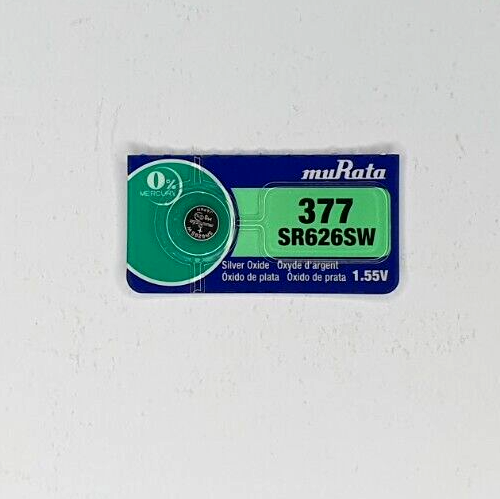 0%
MERCURY
muRata
377
SR626SW
Silver Oxide Oxyde d'argent
Óxido de plata Óxido de prata 1.55V